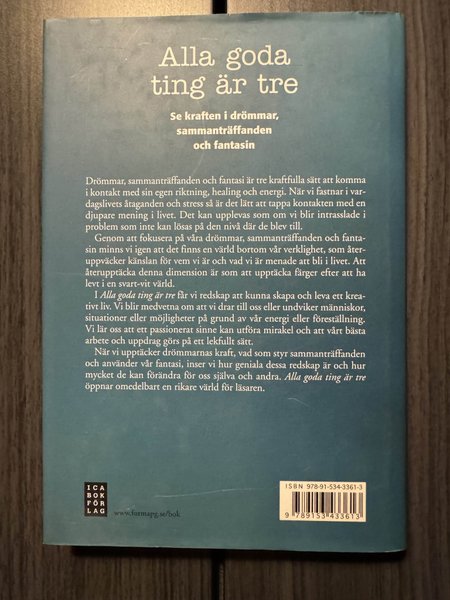 Alla goda
ting är tre
Se kraften i drömmar,
sammanträffanden
och fantasin
Drömmar, sammanträffanden och fantasi är tre kraftfulla sätt att komma
i kontakt med sin egen riktning, healing och energi. När vi fastnar i var-
dagslivets åtaganden och stress så är det lätt att tappa kontakten med en
djupare mening i livet. Det kan upplevas som om vi blir intrasslade i
problem som inte kan lösas på den nivå där de blev till.
Genom att fokusera på våra drömmar, sammanträffanden och fanta-
sin minns vi igen att det finns en värld bortom vår verklighet, som åter-
uppväcker känslan för vem vi är och vad vi är menade att bli i livet. Att
återupptäcka denna dimension är som att upptäcka färger efter att ha
levt i en svart-vit värld.
I Alla goda ting är tre får vi redskap att kunna skapa och leva ett krea-
tivt liv. Vi blir medvetna om att vi drar till oss eller undviker människor,
situationer eller möjligheter på grund av vår energi eller föreställning.
Vi lär oss att ett passionerat sinne kan utföra mirakel och att vårt bästa
arbete och uppdrag görs på ett lekfullt sätt.
När vi upptäcker drömmarnas kraft, vad som styr sammanträffanden
och använder vår fantasi, inser vi hur geniala dessa redskap är och hur
mycket de kan förändra för oss själva och andra. Alla goda ting är tre
öppnar omedelbart en rikare värld för läsaren.
ICA
BOK
FÖR
LAG
www.formapg.se/bok
ISBN 978-91-534-3361-3
9 789153 433613